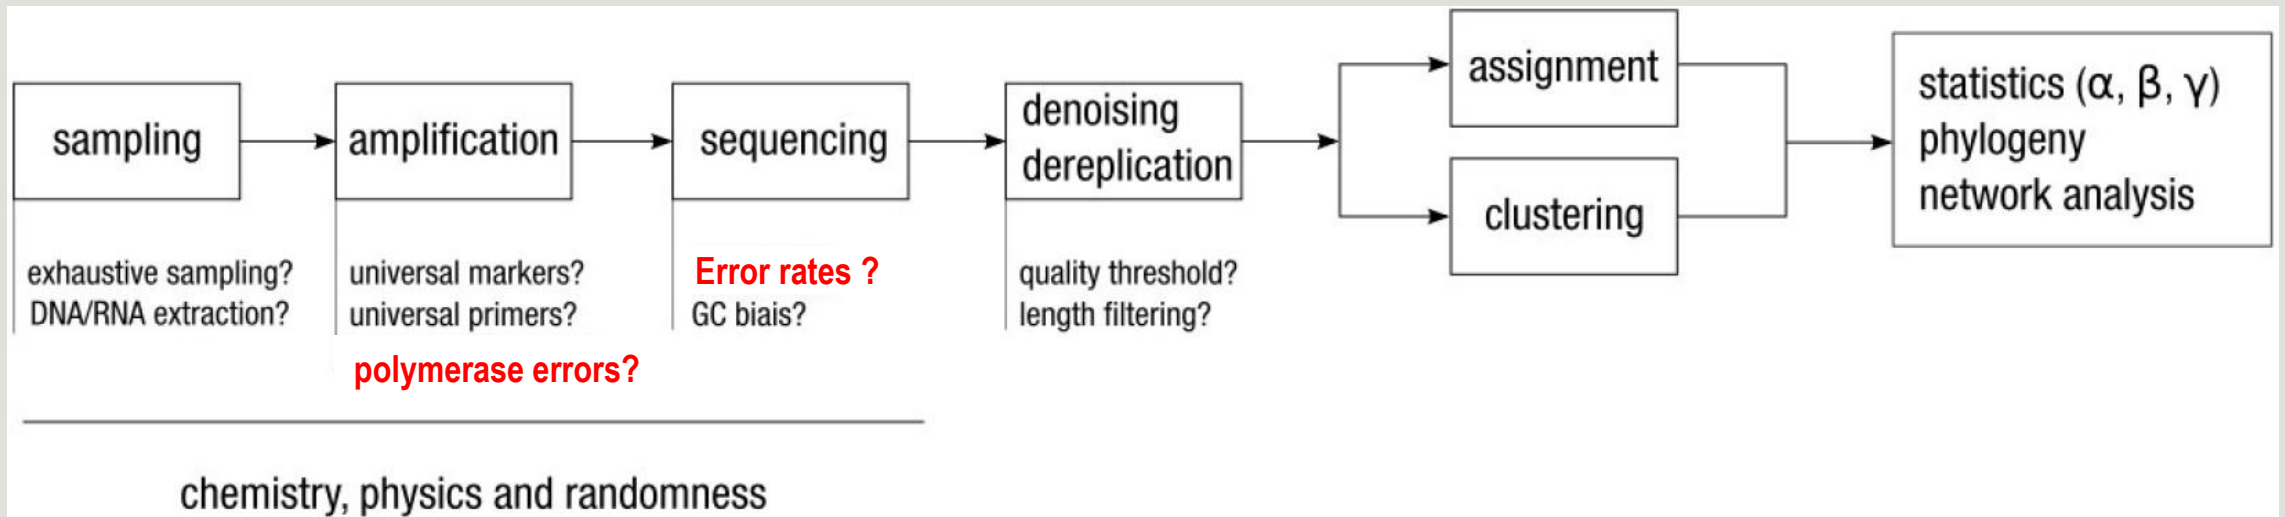 sampling
exhaustive sampling?
DNA/RNA extraction?
amplification
universal markers?
universal primers?
polymerase errors?
sequencing
Error rates ?
GC biais?
chemistry, physics and randomness
denoising
dereplication
quality threshold?
length filtering?
assignment
clustering
statistics (α, β, γ)
phylogeny
network analysis